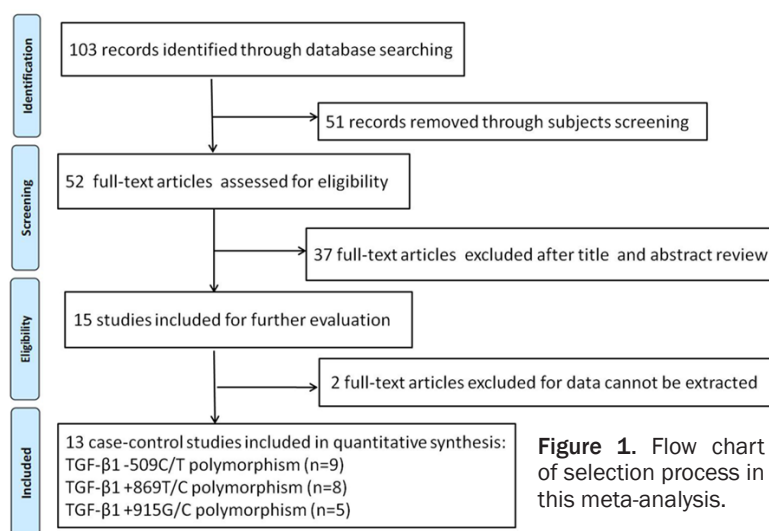 Identification
103 records identified through database searching
51 records removed through subjects screening
Screening
52 full-text articles assessed for eligibility
37 full-text articles excluded after title and abstract review
Eligibility
15 studies included for further evaluation
2 full-text articles excluded for data cannot be extracted
Included
13 case-control studies included in quantitative synthesis:
TGF-β1 -509C/T polymorphism (n=9)
TGF-β1 +869T/C polymorphism (n=8)
TGF-β1 +915G/C polymorphism (n=5)
Figure 1. Flow chart
of selection process in
this meta-analysis.